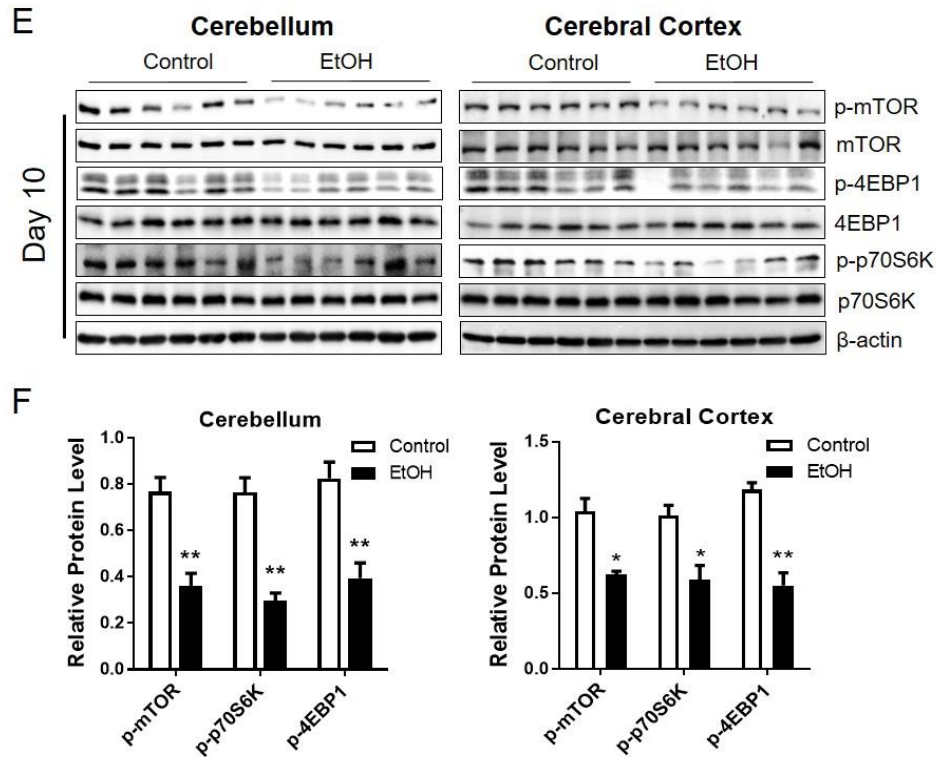 E
Cerebellum
Cerebral Cortex
Control
EtOH
Control
EtOH
Day 10
p-mTOR
mTOR
p-4EBP1
4EBP1
p-p70S6K
p70S6K
β-actin
F
Cerebellum
Relative Protein Level
1.0
0.8
0.6
0.4
0.2
0.0
Control
EtOH
**
**
**
p-mTOR
p-p70S6K
p-4EBP1
Cerebral Cortex
Relative Protein Level
1.5
1.0
0.5
0.0
Control
EtOH
*
*
**
p-mTOR
p-p70S6K
p-4EBP1